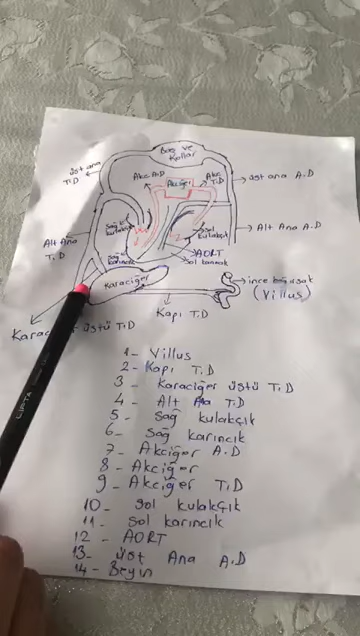 Baş ve
Kollar
üst ana
T.D
Akc A.D
Akciğer
Akc
T.D
üst ana A.D
Sağ
kulakçık
sol
kulakçık
Alt Ana
T.D
Alt Ana A.D
Sağ
karıncık
AORT
sol karıncık
Karaciğer
ince bağırsak
(Villus)
Kapı T.D
üstü T.D
1- Villus
2- Kapı T.D
3- Karaciğer üstü T.D
4- Alt Ana T.D
5- Sağ kulakçık
6- Sağ karıncık
7- Akciğer A.D
8- Akciğer
9- Akciğer T.D
10- sol kulakçık
11- sol karıncık
12- AORT
13- üst Ana A.D
14- Beyin